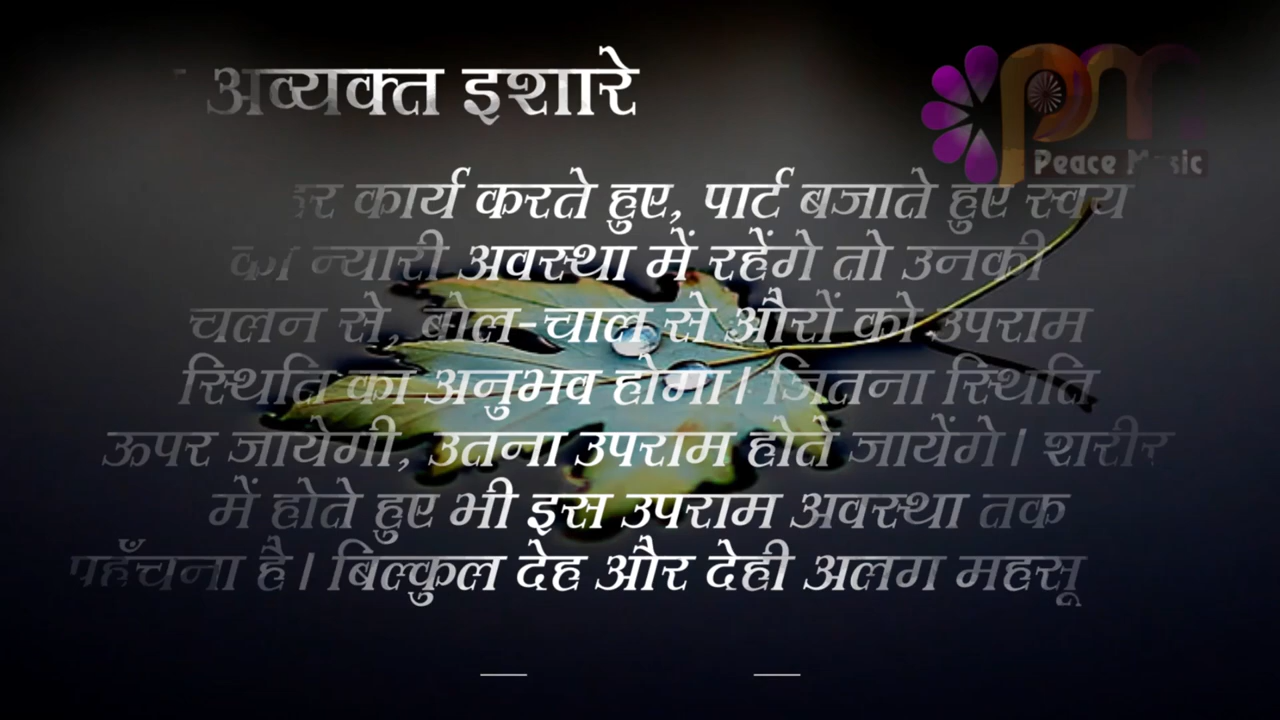 अव्यक्त इशारे
Peace Music
कार्य करते हुए, पार्ट बजाते हुए स्वयं
न्यारी अवस्था में रहेंगे तो उनकी
चलन से, बोल-चाल से औरों को उपराम
स्थिति का अनुभव होगा। जितना स्थिति
ऊपर जायेगी, उतना उपराम होते जायेंगे। शरीर
में होते हुए भी इस उपराम अवस्था तक
पहुँचना है। बिल्कुल देह और देही अलग महसू